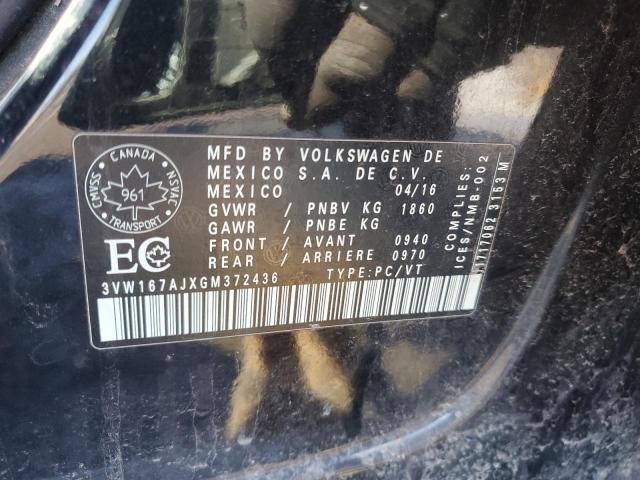 CANADA
CMVSS NSVAC
961
TRANSPORT
EC
MFD BY VOLKSWAGEN DE
MEXICO S.A. DE C.V.
MEXICO 04/16
GVWR / PNBV KG 1860
GAWR / PNBE KG
FRONT / AVANT 0940
REAR / ARRIERE 0970
3VW167AJXGM372436 TYPE:PC/VT
COMPLIES:
ICES/NMB-002
3153 M